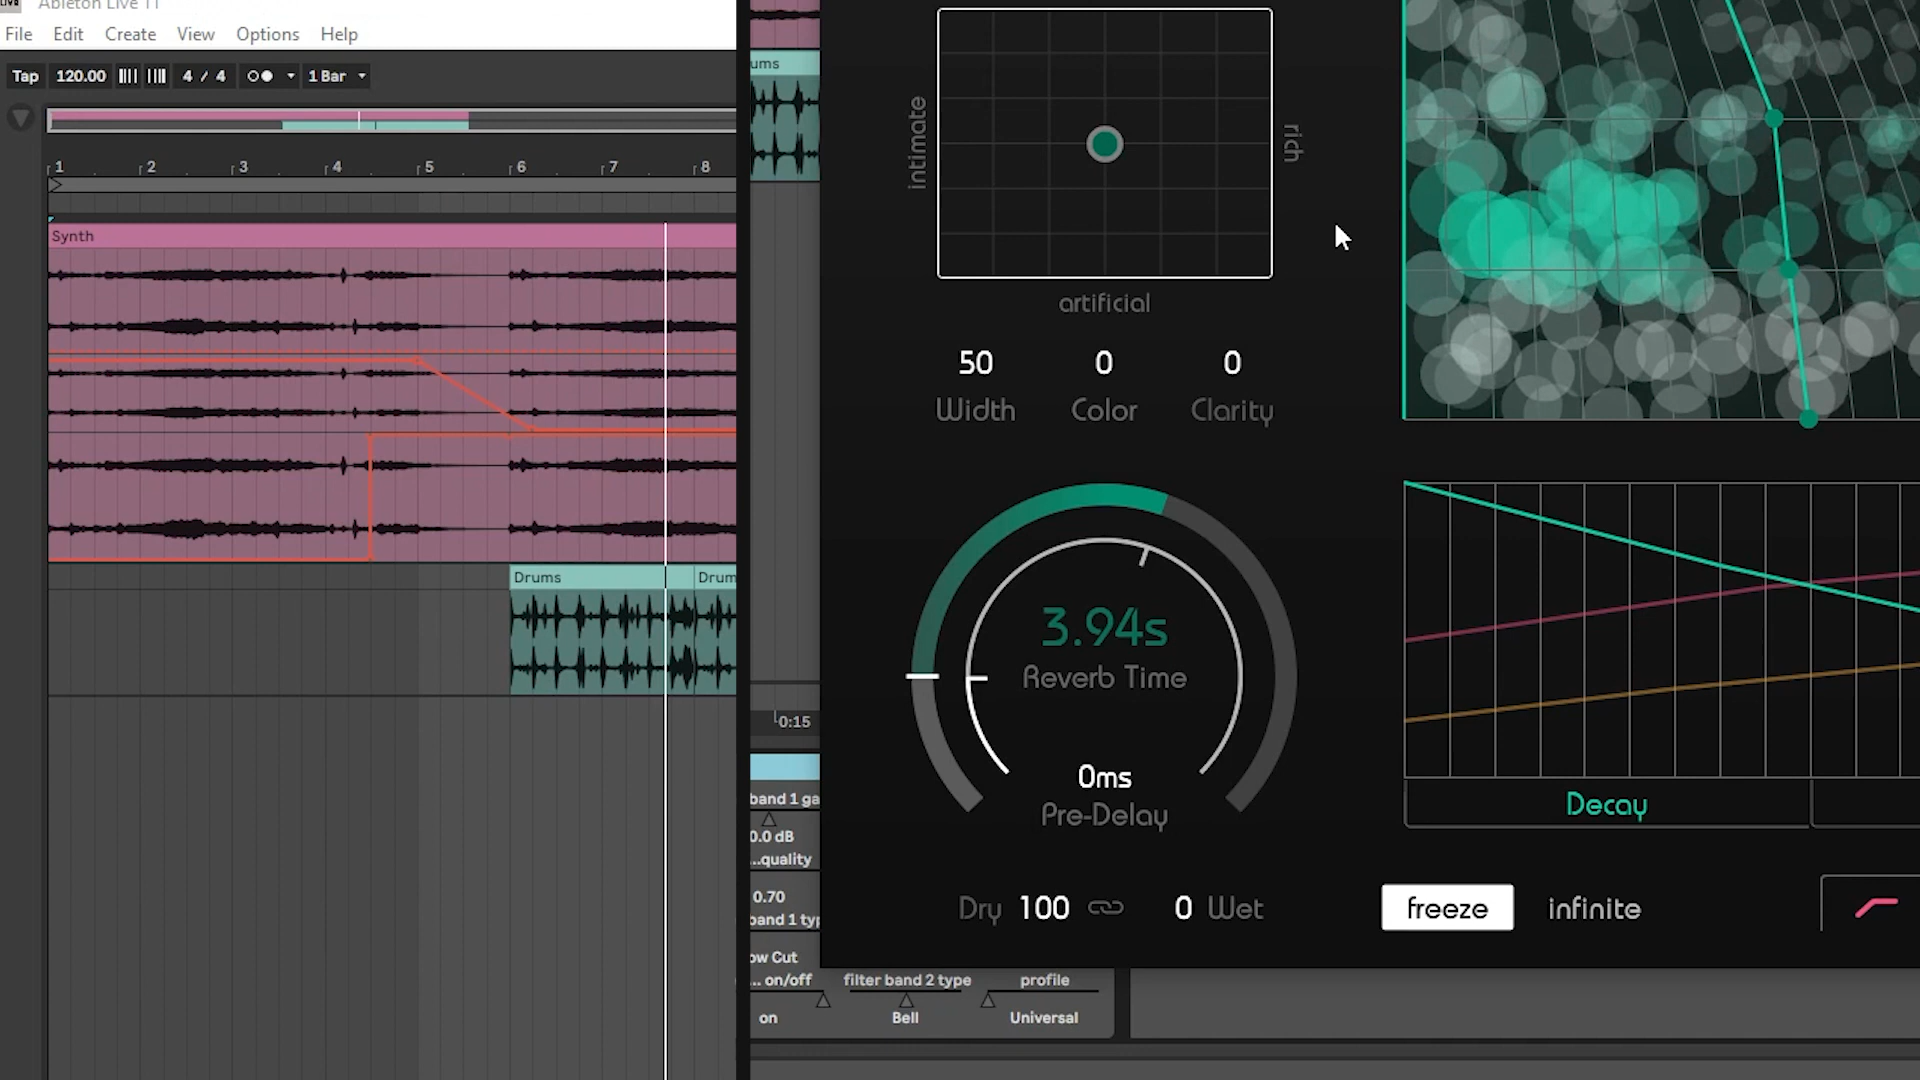 Ableton Live 11
File Edit Create View Options Help
Tap 120.00 4 / 4 1 Bar
1 2 3 4 5 6 7 8
Synth
Drums Drum
ums
0:15
band 1 ga
0.0 dB
...quality
0.70
band 1 typ
ow Cut
... on/off filter band 2 type profile
on Bell Universal
intimate
rich
artificial
50 0 0
Width Color Clarity
3.94s
Reverb Time
0ms
Pre-Delay
Dry 100 0 Wet
Decay
freeze infinite